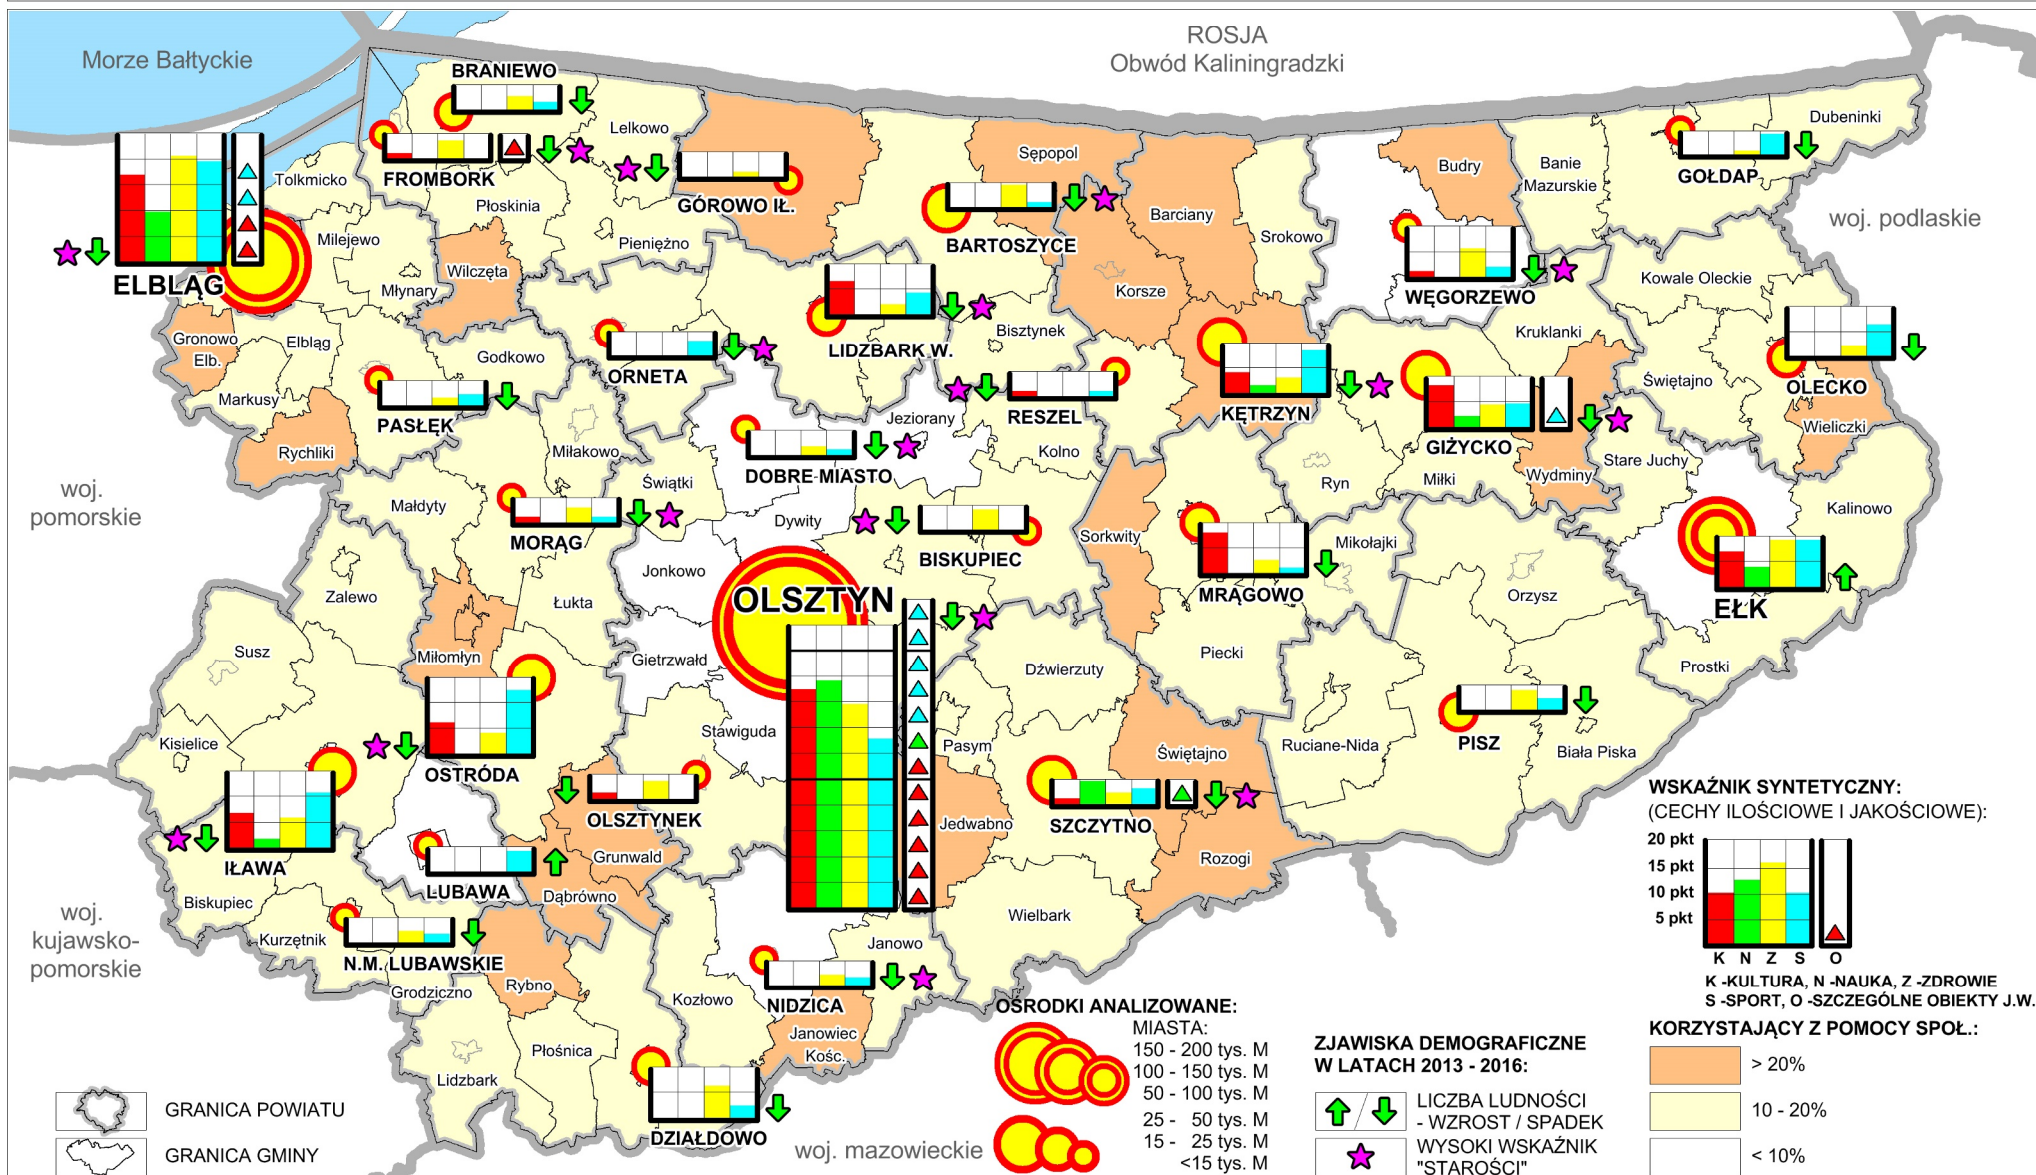 Morze Bałtyckie
ROSJA
Obwód Kaliningradzki
BRANIEWO
Lelkowo
FROMBORK
Tolkmicko
Płoskinia
GÓROWO IŁ.
Sępopol
Budry
Banie
Mazurskie
Dubeninki
GOŁDAP
woj. podlaskie
Barciany
Srokowo
BARTOSZYCE
Milejewo
Pieniężno
ELBLĄG
Młynary
Wilczęta
Korsze
WĘGORZEWO
Kowale Oleckie
Gronowo
Elb.
Elbląg
Godkowo
ORNETA
LIDZBARK W.
Bisztynek
Kruklanki
OLECKO
Markusy
PASŁĘK
RESZEL
KĘTRZYN
GIŻYCKO
Świętajno
Wieliczki
Rychliki
Miłakowo
Jeziorany
DOBRE MIASTO
Kolno
Ryn
Miłki
Wydminy
Stare Juchy
Kalinowo
woj.
pomorskie
Małdyty
Świątki
MORĄG
Dywity
BISKUPIEC
Sorkwity
Mikołajki
MRĄGOWO
Orzysz
EŁK
Zalewo
Łukta
Jonkowo
OLSZTYN
Susz
Miłomłyn
Gietrzwałd
Dźwierzuty
Piecki
Prostki
Kisielice
OSTRÓDA
Stawiguda
Pasym
Świętajno
Ruciane-Nida
PISZ
Biała Piska
IŁAWA
OLSZTYNEK
Jedwabno
SZCZYTNO
Rozogi
LUBAWA
Grunwald
Dąbrówno
Biskupiec
Kurzętnik
N.M. LUBAWSKIE
Wielbark
woj.
kujawsko-
pomorskie
Grodziczno
Rybno
Kozłowo
Janowo
NIDZICA
Janowiec
Kośc.
Płośnica
Lidzbark
DZIAŁDOWO
woj. mazowieckie
GRANICA POWIATU
GRANICA GMINY
OŚRODKI ANALIZOWANE:
MIASTA:
150 - 200 tys. M
100 - 150 tys. M
50 - 100 tys. M
25 - 50 tys. M
15 - 25 tys. M
<15 tys. M
ZJAWISKA DEMOGRAFICZNE
W LATACH 2013 - 2016:
/
LICZBA LUDNOŚCI
- WZROST / SPADEK
WYSOKI WSKAŹNIK
"STAROŚCI"
WSKAŹNIK SYNTETYCZNY:
(CECHY ILOŚCIOWE I JAKOŚCIOWE):
20 pkt
15 pkt
10 pkt
5 pkt
K N Z S O
K -KULTURA, N -NAUKA, Z -ZDROWIE
S -SPORT, O -SZCZEGÓLNE OBIEKTY J.W.
KORZYSTAJĄCY Z POMOCY SPOŁ.:
> 20%
10 - 20%
< 10%